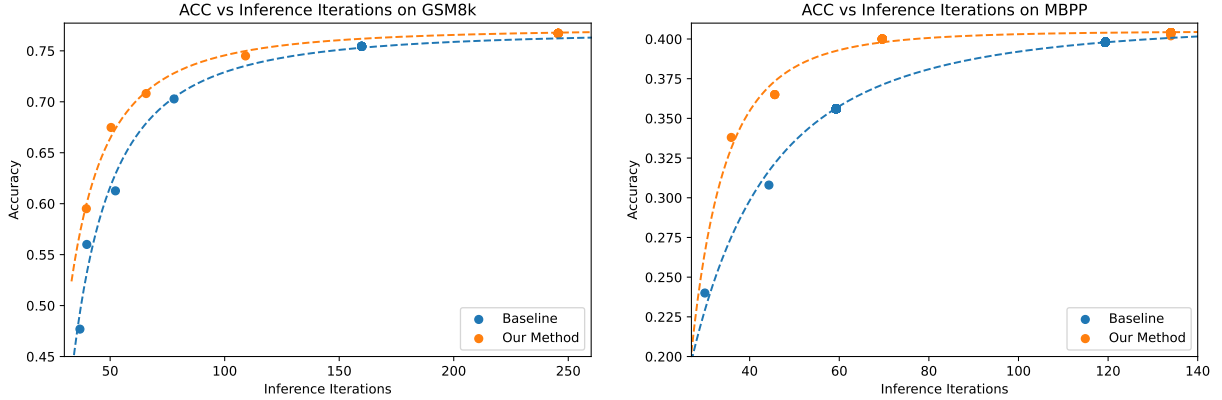 ACC vs Inference Iterations on GSM8k
Accuracy
0.75
0.70
0.65
0.60
0.55
0.50
0.45
50 100 150 200 250
Inference Iterations
Baseline
Our Method
ACC vs Inference Iterations on MBPP
Accuracy
0.400
0.375
0.350
0.325
0.300
0.275
0.250
0.225
0.200
40 60 80 100 120 140
Inference Iterations
Baseline
Our Method